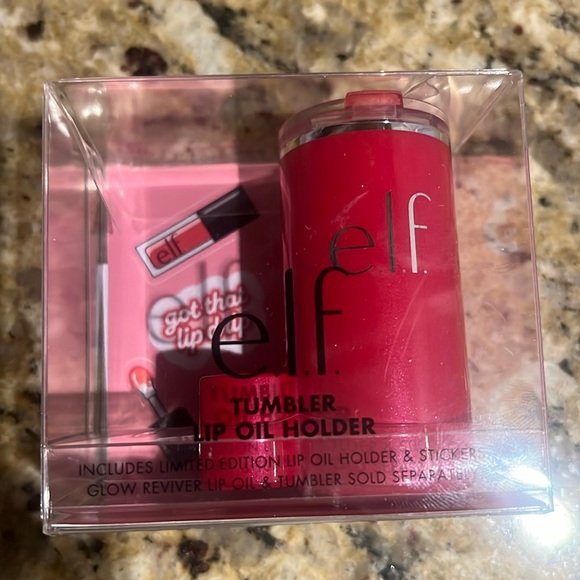 e.l.f.
elf
got that
lip drip
e.l.f.
TUMBLER
LIP OIL HOLDER
INCLUDES LIMITED EDITION LIP OIL HOLDER & STICKERS
GLOW REVIVER LIP OIL & TUMBLER SOLD SEPARATELY